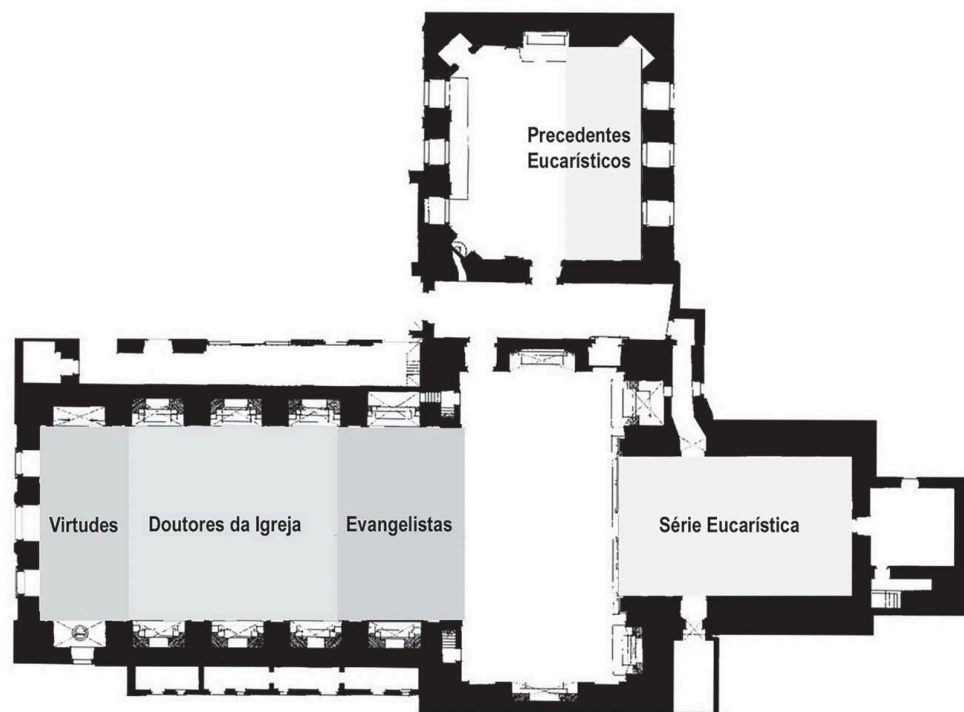 Precedentes
Eucarísticos
Virtudes
Doutores da Igreja
Evangelistas
Série Eucarística